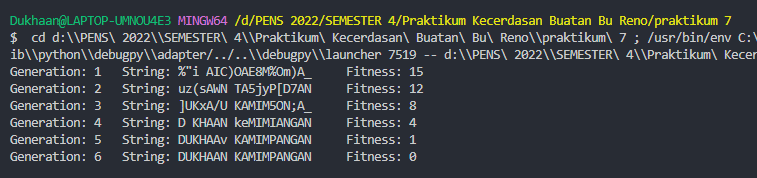 Dukhaan@LAPTOP-UMNOU4E3 MINGW64 /d/PENS 2022/SEMESTER 4/Praktikum Kecerdasan Buatan Bu Reno/praktikum 7
$  cd d:\\PENS\ 2022\\SEMESTER\ 4\\Praktikum\ Kecerdasan\ Buatan\ Bu\ Reno\\praktikum\ 7 ; /usr/bin/env C:\
ib\\python\\debugpy\\adapter/../..\\debugpy\\launcher 7519 -- d:\\PENS\ 2022\\SEMESTER\ 4\\Praktikum\ Kecer
Generation: 1   String: %"i AIC)OAE8M%Om)A_     Fitness: 15
Generation: 2   String: uz(sAWN TA5jyP[D7AN     Fitness: 12
Generation: 3   String: ]UKxA/U KAMIM5ON;A_     Fitness: 8
Generation: 4   String: D KHAAN keMIMIANGAN     Fitness: 4
Generation: 5   String: DUKHAAv KAMIMPANGAN     Fitness: 1
Generation: 6   String: DUKHAAN KAMIMPANGAN     Fitness: 0